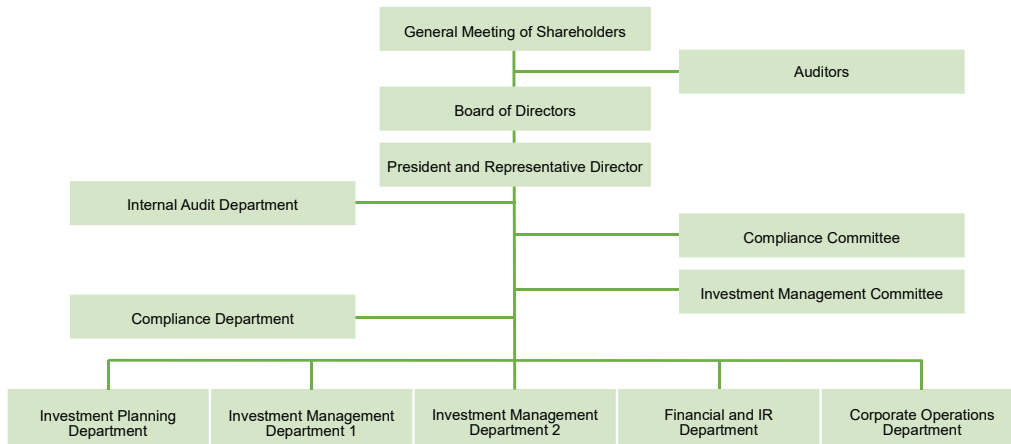 General Meeting of Shareholders
Auditors
Board of Directors
President and Representative Director
Internal Audit Department
Compliance Committee
Investment Management Committee
Compliance Department
Investment Planning
Department
Investment Management
Department 1
Investment Management
Department 2
Financial and IR
Department
Corporate Operations
Department